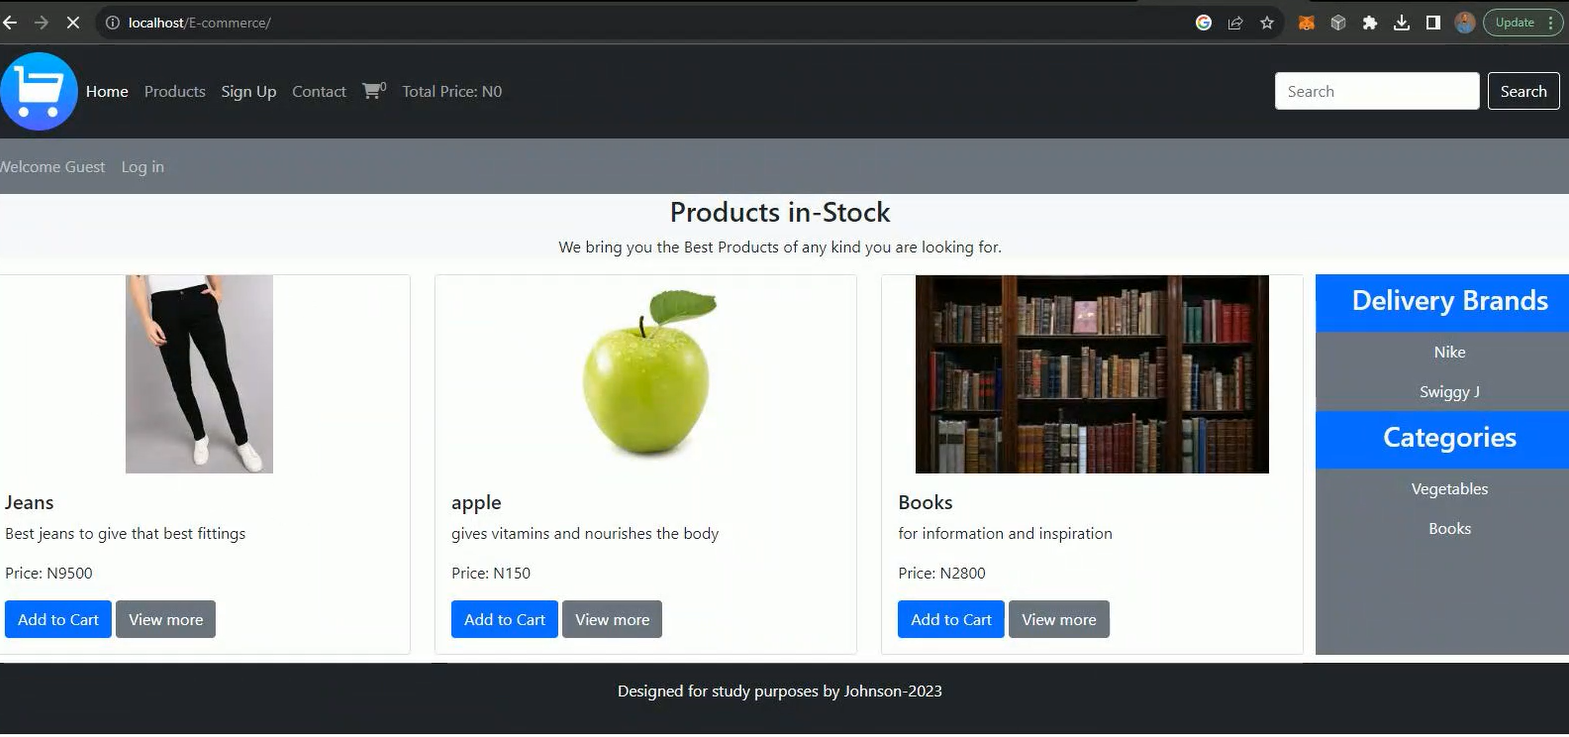 localhost/E-commerce/
Update
Home Products Sign Up Contact 0 Total Price: N0
Search Search
Welcome Guest Log in
Products in-Stock
We bring you the Best Products of any kind you are looking for.
Jeans
Best jeans to give that best fittings
Price: N9500
Add to Cart View more
apple
gives vitamins and nourishes the body
Price: N150
Add to Cart View more
Books
for information and inspiration
Price: N2800
Add to Cart View more
Delivery Brands
Nike
Swiggy J
Categories
Vegetables
Books
Designed for study purposes by Johnson-2023